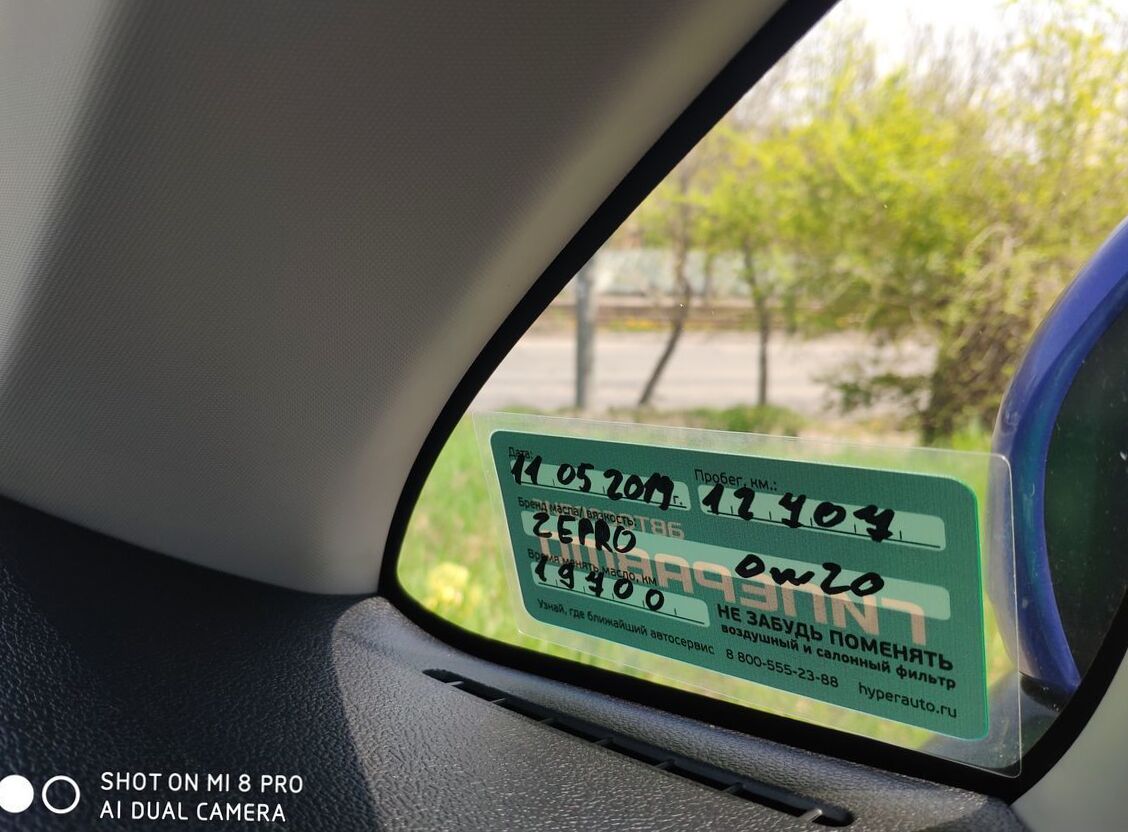 Дата:
11 05 2019 г.
Пробег, км.:
12407
Бренд масла/вязкость:
ZEPRO 0w20
Время менять масло, км
19400
НЕ ЗАБУДЬ ПОМЕНЯТЬ
воздушный и салонный фильтр
Узнай, где ближайший автосервис 8 800-555-23-88 hyperauto.ru
SHOT ON MI 8 PRO
AI DUAL CAMERA